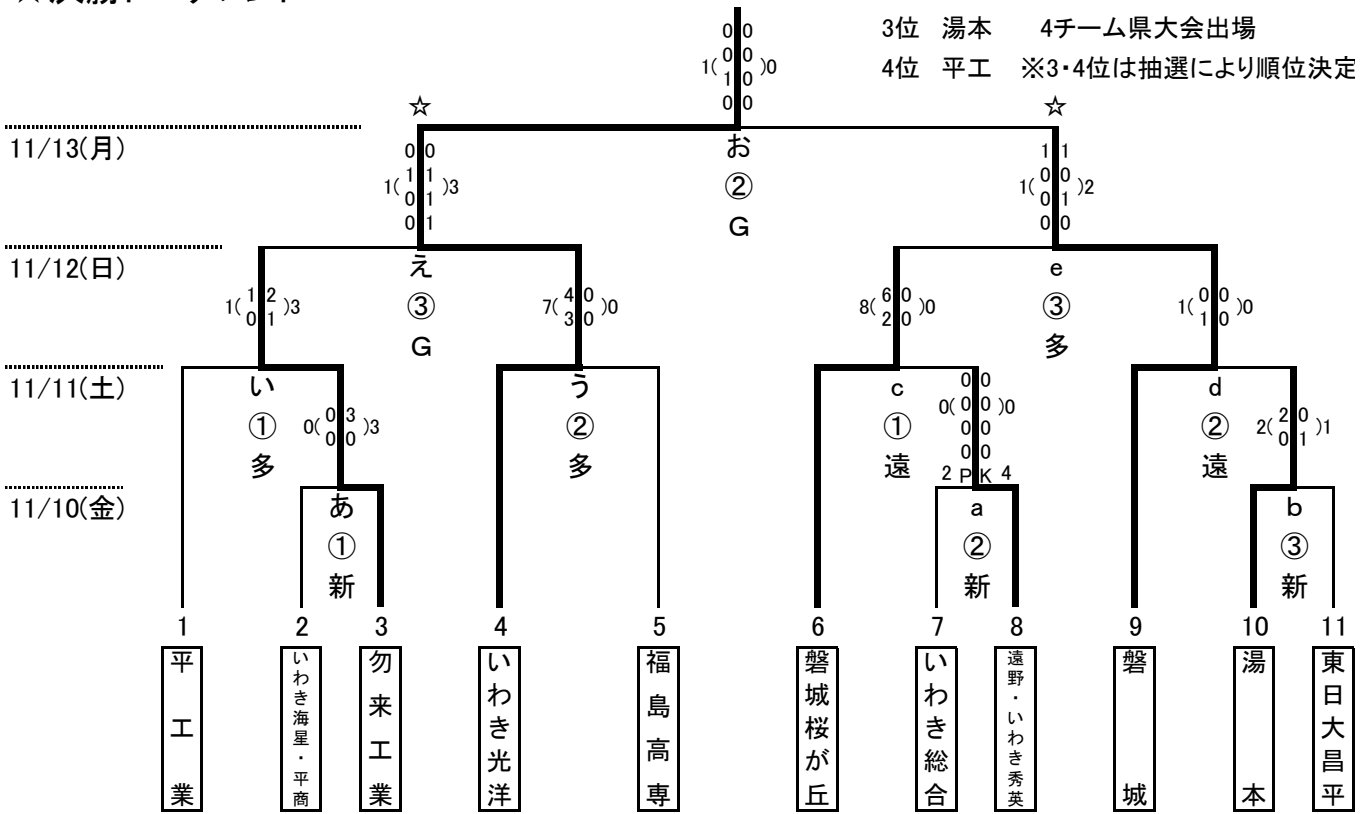 3位 湯本 4チーム県大会出場
4位 平工 ※3・4位は抽選により順位決定
0 0
0 0
1( )0
1 0
0 0
☆ ☆
11/13(月)
お
②
G
0 0
1 1
1( )3
0 1
0 1
1 1
0 0
1( )2
0 1
0 0
11/12(日)
え
③
G
e
③
多
1 2
1( )3
0 1
4 0
7( )0
3 0
6 0
8( )0
2 0
0 0
1( )0
1 0
11/11(土)
い
①
多
う
②
多
c
①
遠
d
②
遠
0 3
0( )3
0 0
0 0
0( 0 0 )0
0 0
0 0
2 PK 4
2 0
2( )1
0 1
11/10(金)
あ
①
新
a
②
新
b
③
新
1 2 3 4 5 6 7 8 9 10 11
平工業
いわき海星・平商
勿来工業
いわき光洋
福島高専
磐城桜が丘
いわき総合
遠野・いわき秀英
磐城
湯本
東日大昌平